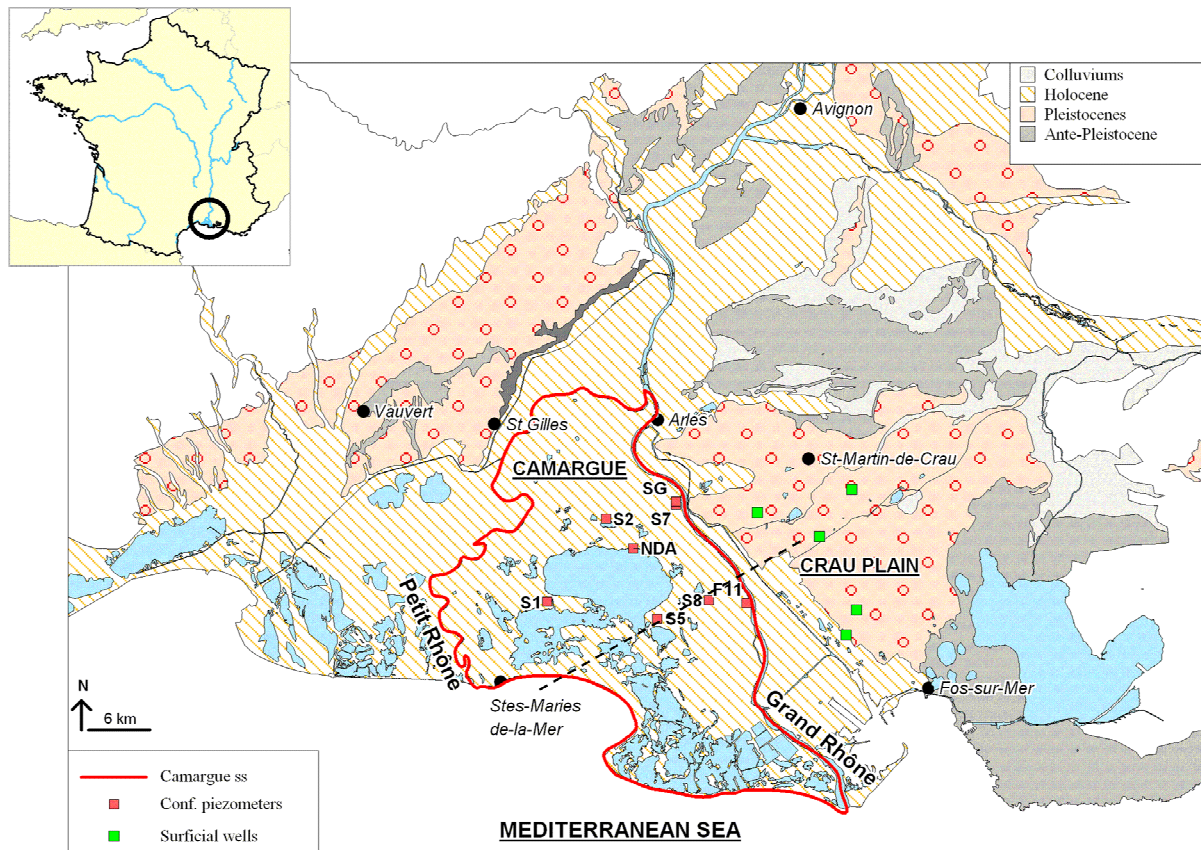 Colluviums
Holocene
Pleistocenes
Ante-Pleistocene
Avignon
Vauvert
St Gilles
Arles
CAMARGUE
St-Martin-de-Crau
SG
S7
S2
NDA
CRAU PLAIN
S1
S8
F11
S5
Petit Rhône
Grand Rhône
Fos-sur-Mer
Stes-Maries
de-la-Mer
N
6 km
Camargue ss
Conf. piezometers
Surficial wells
MEDITERRANEAN SEA